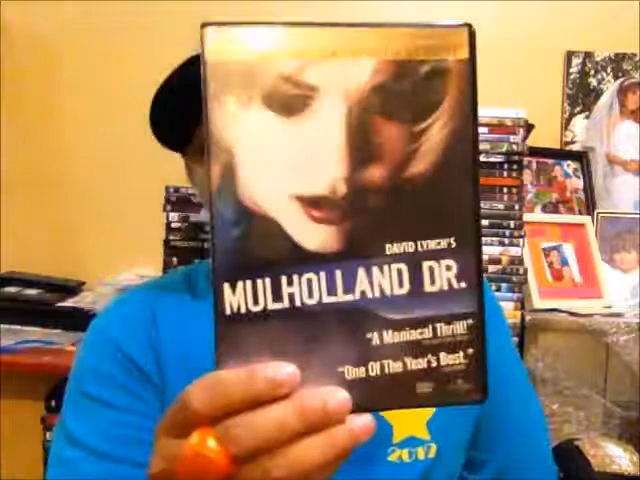 DAVID LYNCH'S
MULHOLLAND DR.
"A Maniacal Thrill!"
"One Of The Year's Best."
2017